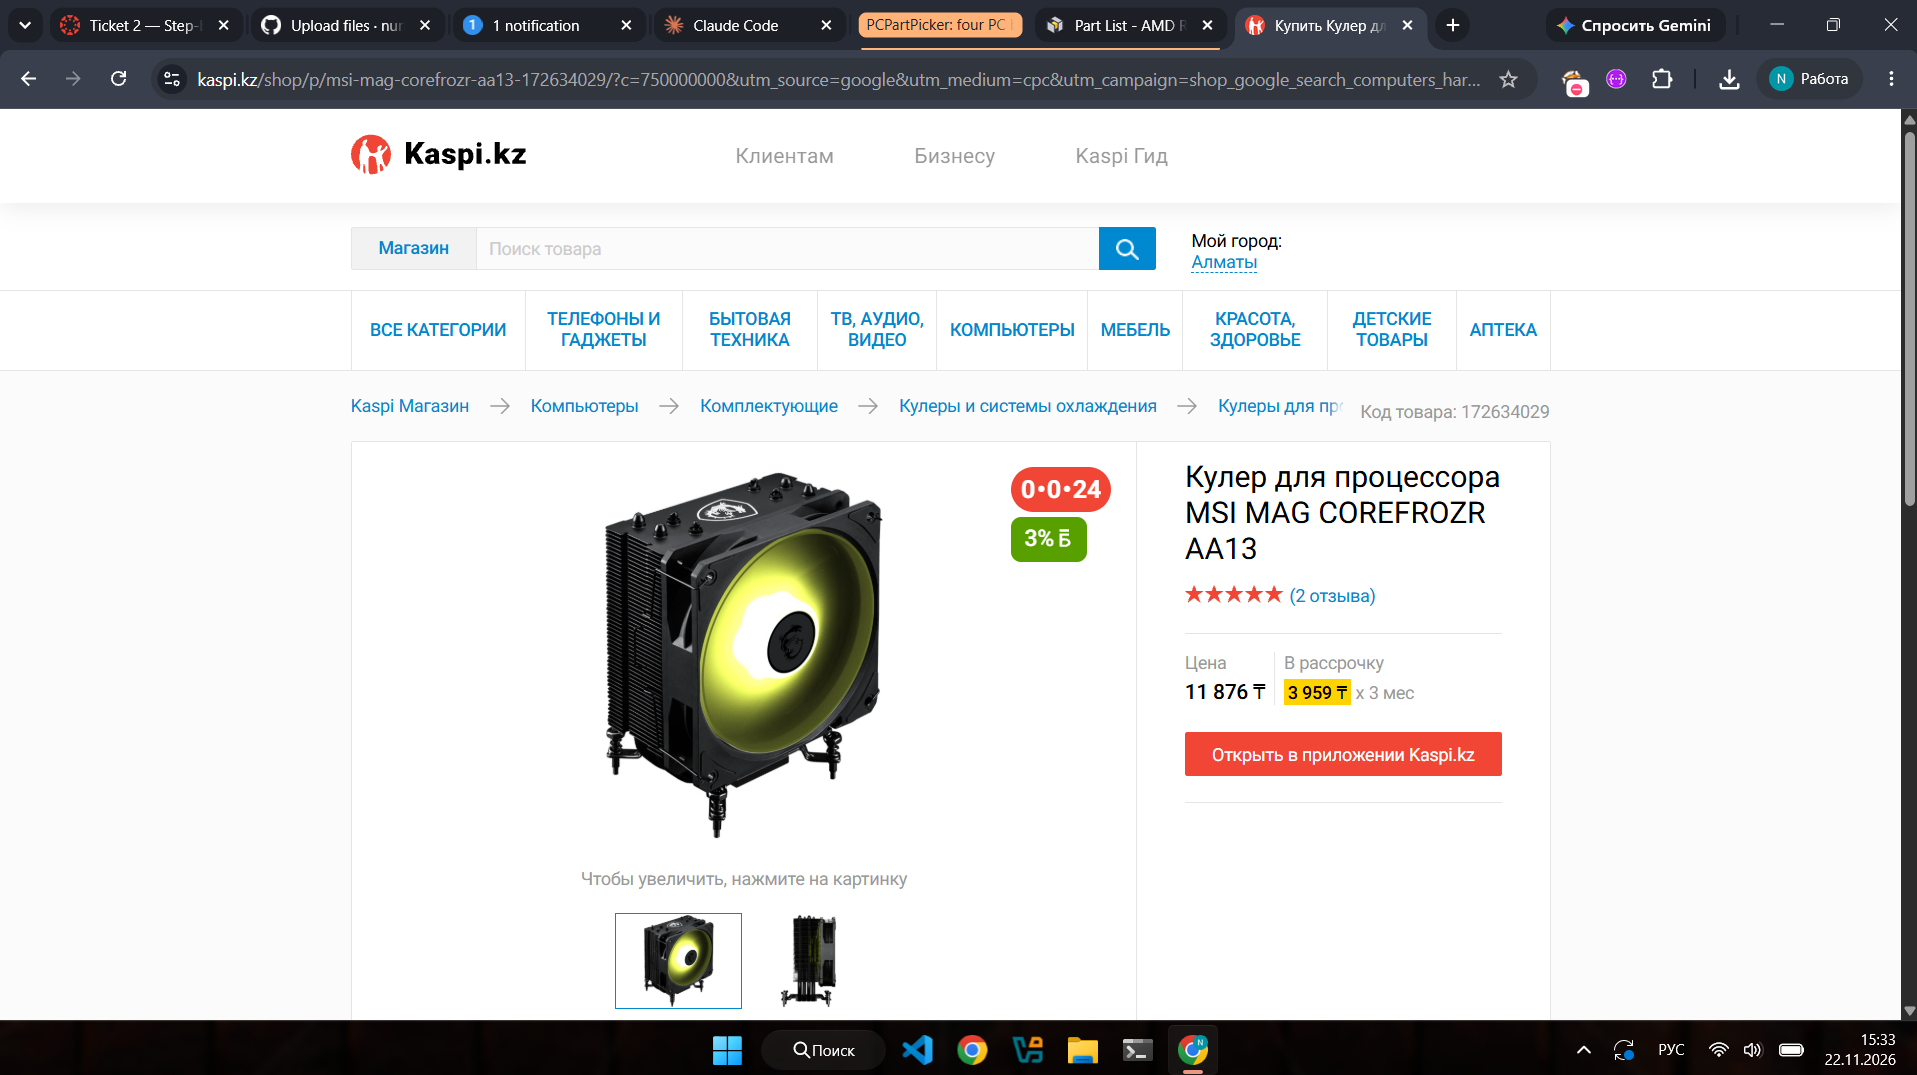 Ticket 2 — Step-
Upload files · nur
1 notification
Claude Code
PCPartPicker: four PC
Part List - AMD R
Купить Кулер дл
Спросить Gemini
kaspi.kz/shop/p/msi-mag-corefrozr-aa13-172634029/?c=750000000&utm_source=google&utm_medium=cpc&utm_campaign=shop_google_search_computers_har...
N Работа
Kaspi.kz
Клиентам
Бизнесу
Kaspi Гид
Магазин
Поиск товара
Мой город:
Алматы
ВСЕ КАТЕГОРИИ
ТЕЛЕФОНЫ И
ГАДЖЕТЫ
БЫТОВАЯ
ТЕХНИКА
ТВ, АУДИО,
ВИДЕО
КОМПЬЮТЕРЫ
МЕБЕЛЬ
КРАСОТА,
ЗДОРОВЬЕ
ДЕТСКИЕ
ТОВАРЫ
АПТЕКА
Kaspi Магазин
Компьютеры
Комплектующие
Кулеры и системы охлаждения
Кулеры для про
Код товара: 172634029
0•0•24
3% Б
Кулер для процессора
MSI MAG COREFROZR
AA13
(2 отзыва)
Цена
В рассрочку
11 876 ₸
3 959 ₸ x 3 мес
Открыть в приложении Kaspi.kz
Чтобы увеличить, нажмите на картинку
Поиск
РУС
15:33
22.11.2026